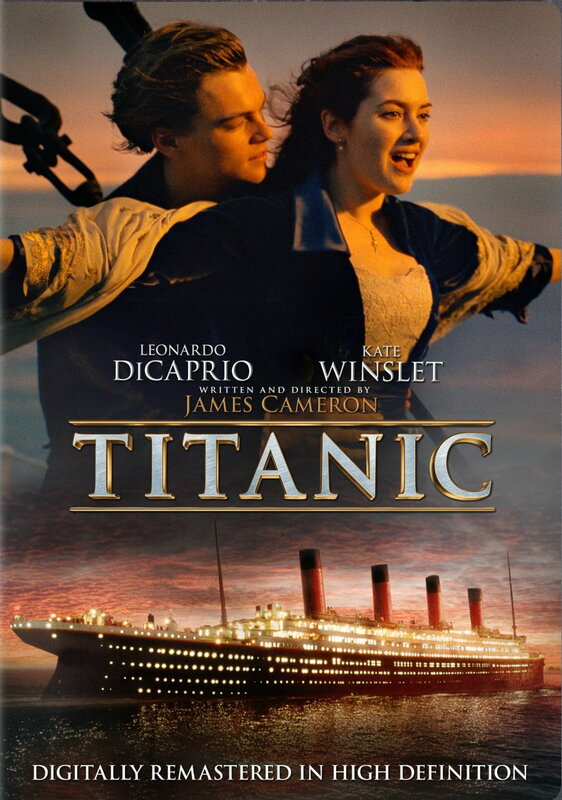 LEONARDO
DICAPRIO
KATE
WINSLET
WRITTEN AND DIRECTED BY
JAMES CAMERON
TITANIC
DIGITALLY REMASTERED IN HIGH DEFINITION